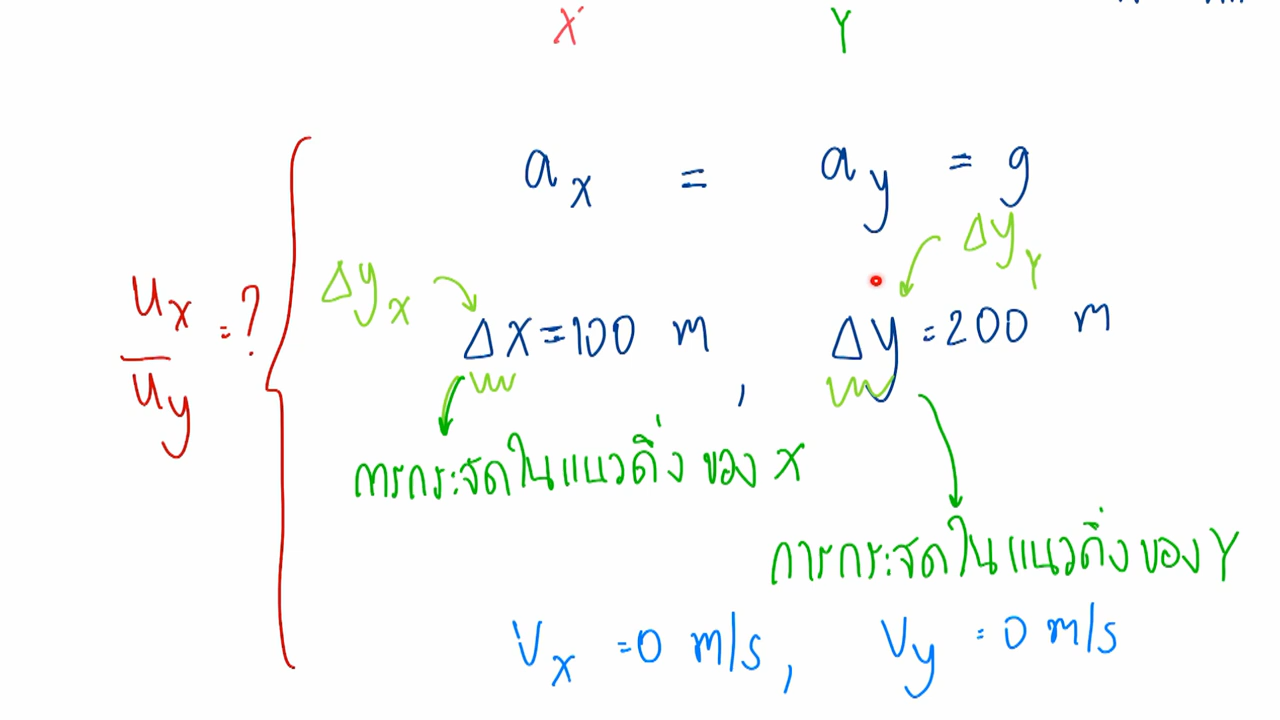 X Y
a_x = a_y = g
Δy_Y
Δy_x
u_x / u_y = ?
Δx = 100 m , Δy = 200 m
การกระจัดในแนวดิ่ง ของ X
การกระจัดในแนวดิ่งของ Y
V_x = 0 m/s , V_y = 0 m/s